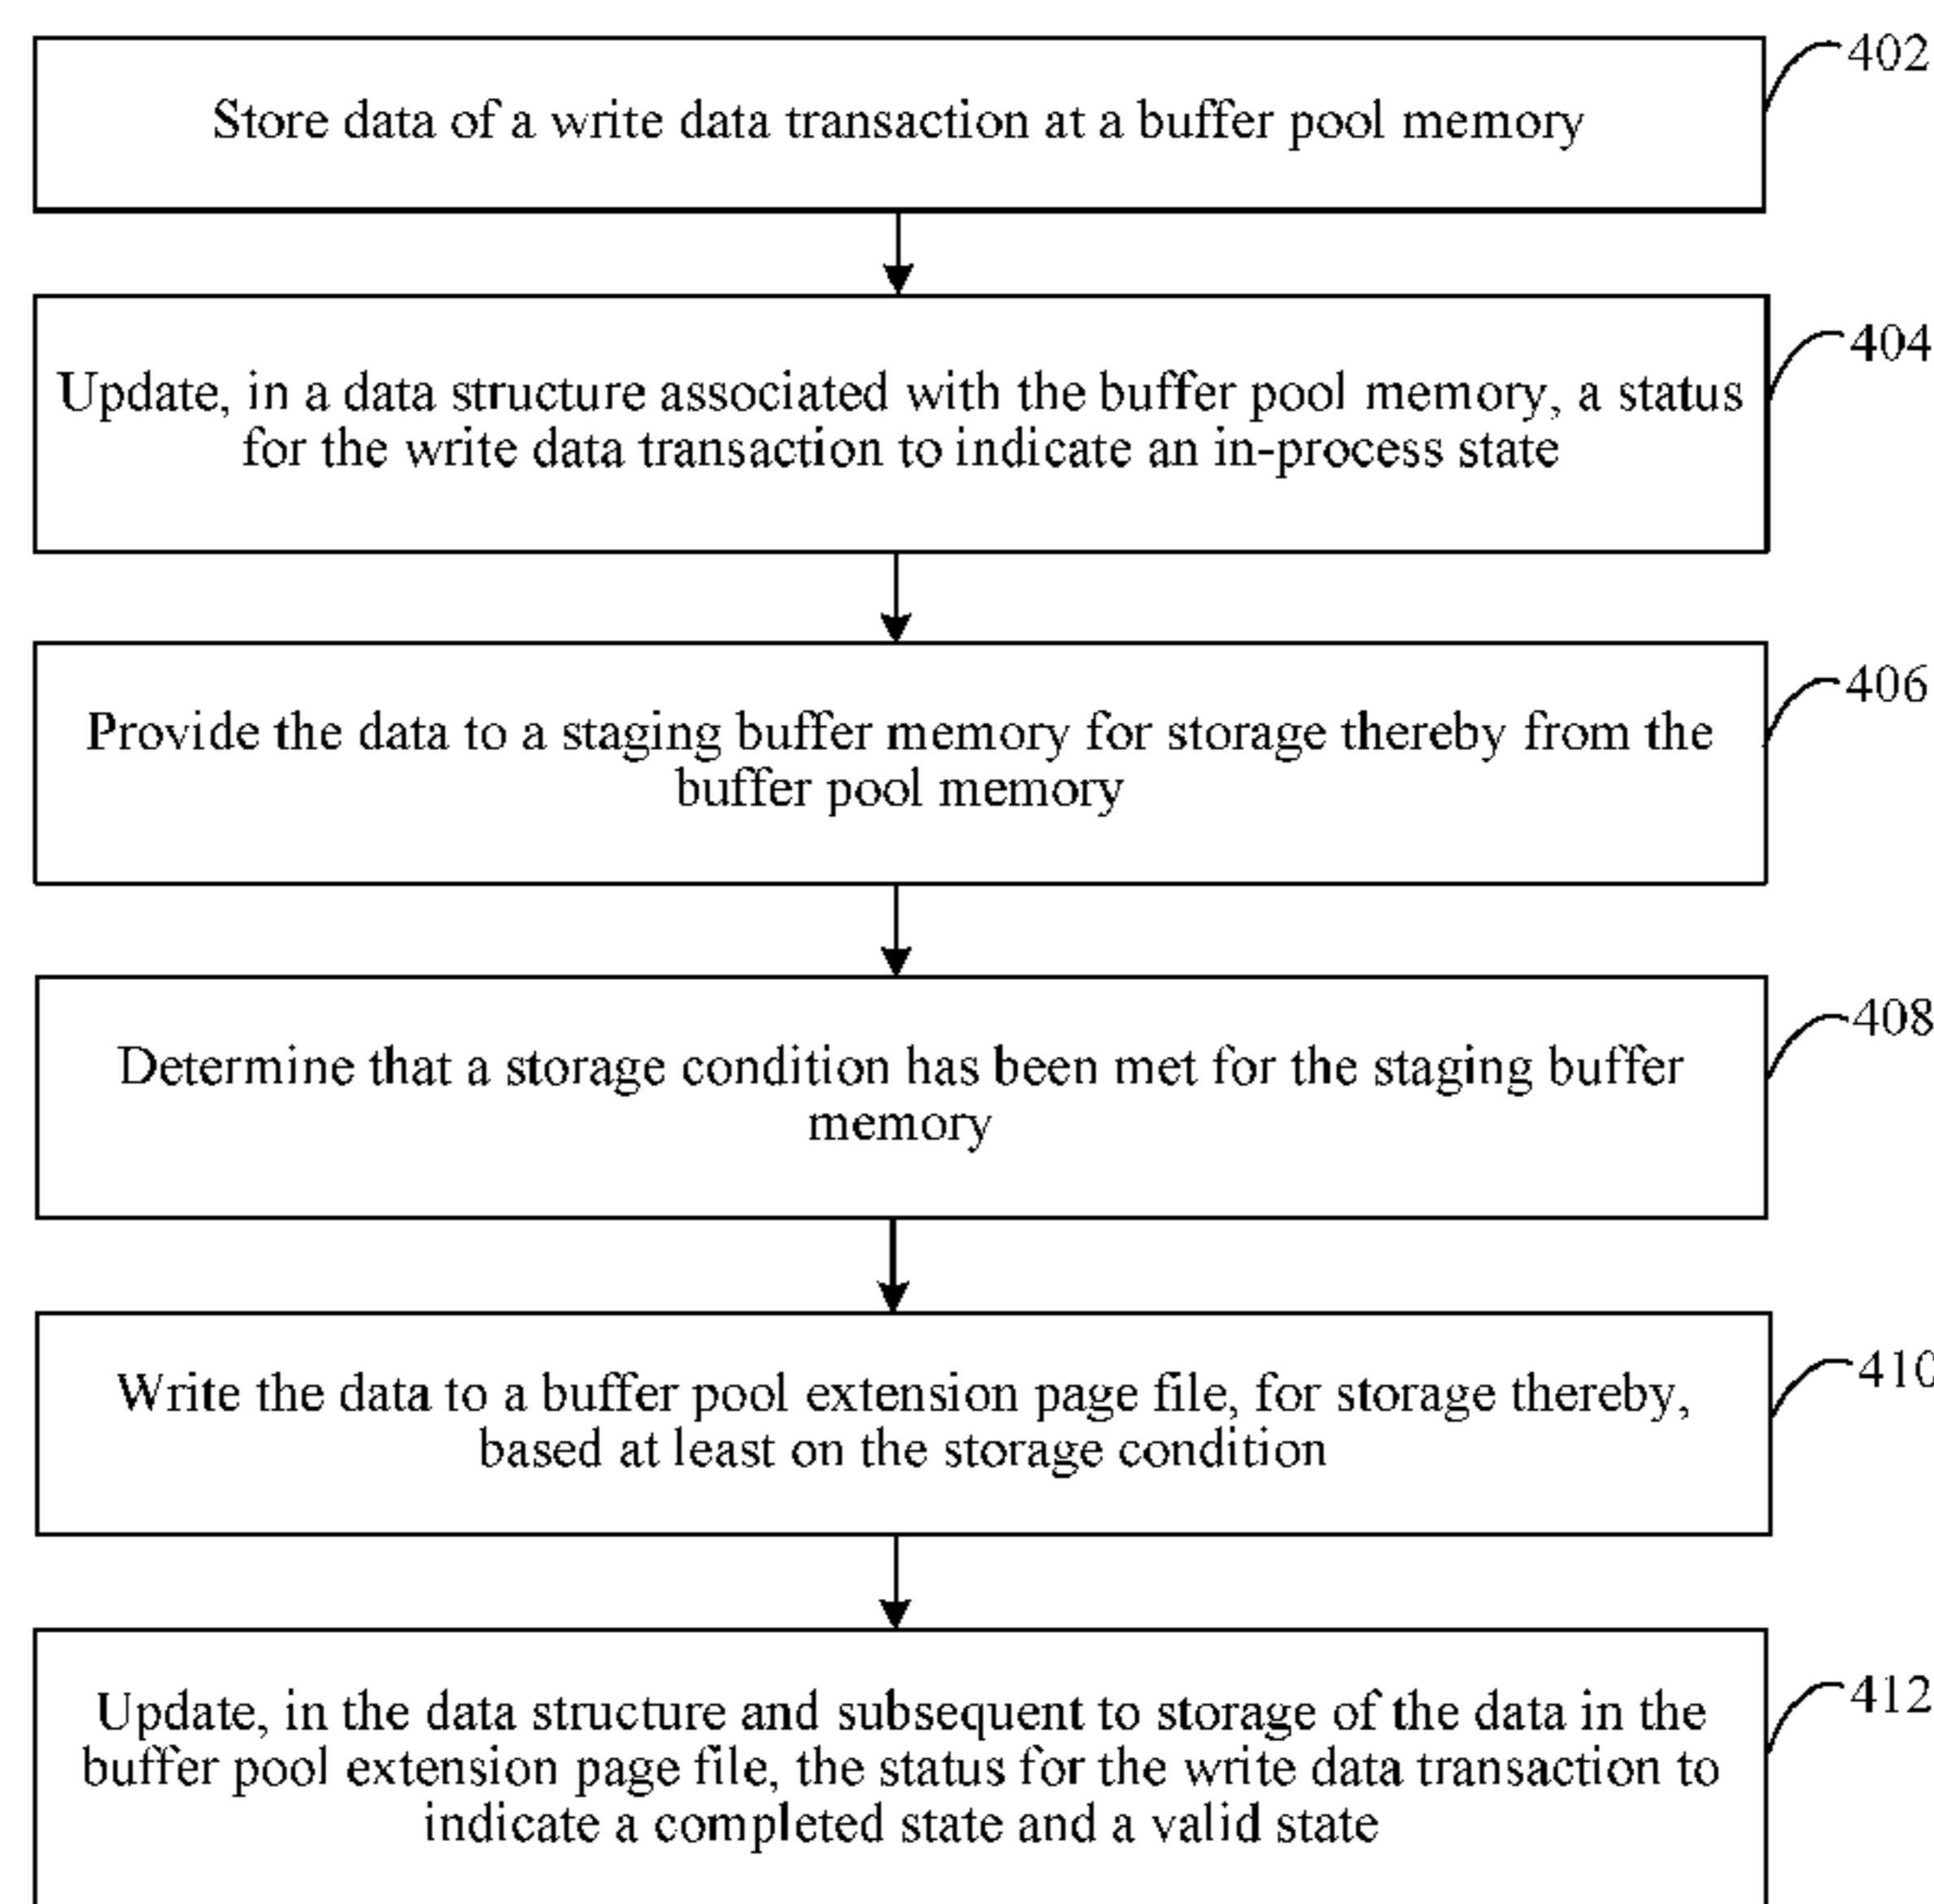 402
Store data of a write data transaction at a buffer pool memory
404
Update, in a data structure associated with the buffer pool memory, a status
for the write data transaction to indicate an in-process state
406
Provide the data to a staging buffer memory for storage thereby from the
buffer pool memory
408
Determine that a storage condition has been met for the staging buffer
memory
410
Write the data to a buffer pool extension page file, for storage thereby,
based at least on the storage condition
412
Update, in the data structure and subsequent to storage of the data in the
buffer pool extension page file, the status for the write data transaction to
indicate a completed state and a valid state